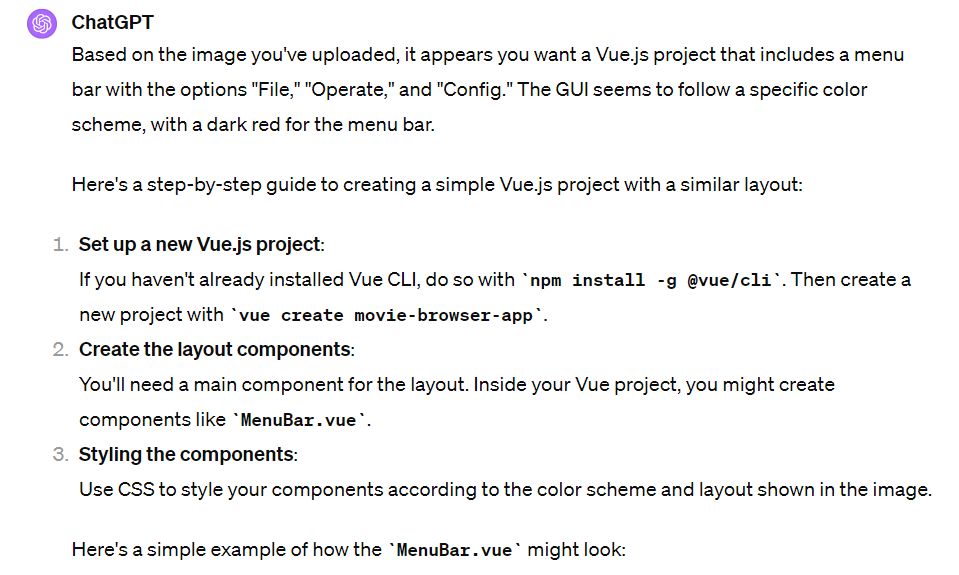 ChatGPT
Based on the image you've uploaded, it appears you want a Vue.js project that includes a menu
bar with the options "File," "Operate," and "Config." The GUI seems to follow a specific color
scheme, with a dark red for the menu bar.
Here's a step-by-step guide to creating a simple Vue.js project with a similar layout:
1. Set up a new Vue.js project:
If you haven't already installed Vue CLI, do so with `npm install -g @vue/cli`. Then create a
new project with `vue create movie-browser-app`.
2. Create the layout components:
You'll need a main component for the layout. Inside your Vue project, you might create
components like `MenuBar.vue`.
3. Styling the components:
Use CSS to style your components according to the color scheme and layout shown in the image.
Here's a simple example of how the `MenuBar.vue` might look: